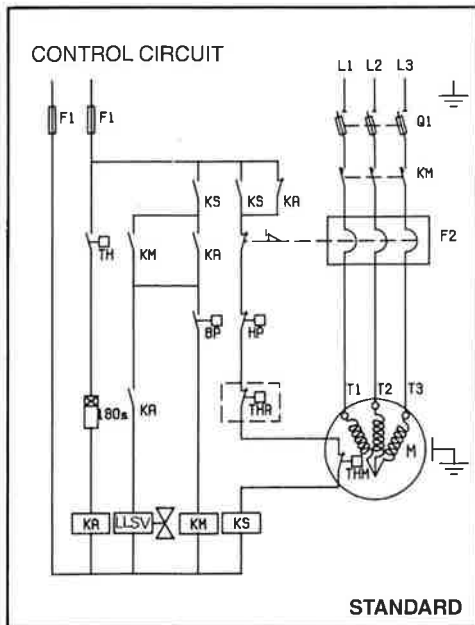 CONTROL CIRCUIT
L1 L2 L3
F1 F1
Q1
KM
KS KS KA
F2
TH KM KA
BP HP
180s KA THR
T1 T2 T3
M
THM
KA LLSV KM KS
STANDARD